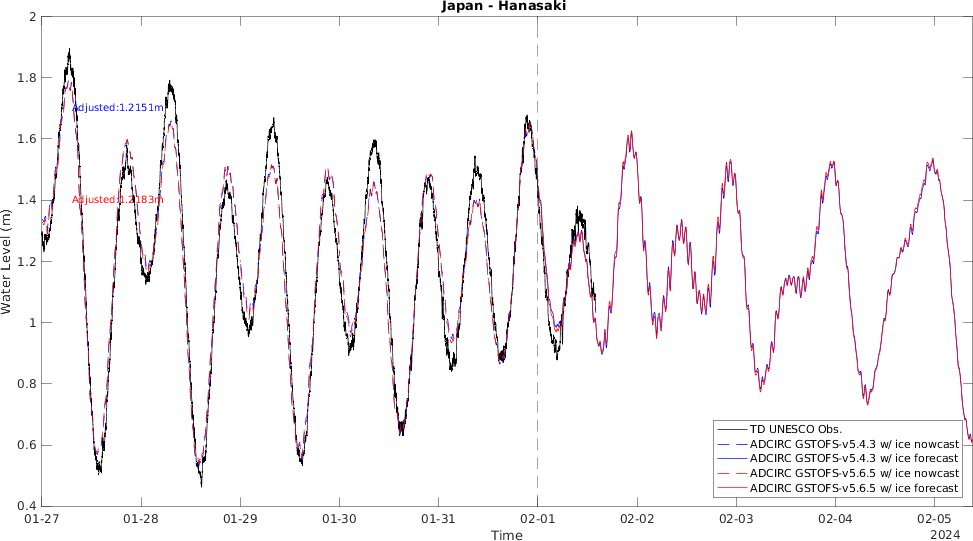 Japan - Hanasaki
2
1.8
1.6
1.4
1.2
1
0.8
0.6
0.4
Water Level (m)
Adjusted:1.2151m
Adjusted:1.2183m
TD UNESCO Obs.
ADCIRC GSTOFS-v5.4.3 w/ ice nowcast
ADCIRC GSTOFS-v5.4.3 w/ ice forecast
ADCIRC GSTOFS-v5.6.5 w/ ice nowcast
ADCIRC GSTOFS-v5.6.5 w/ ice forecast
01-27 01-28 01-29 01-30 01-31 02-01 02-02 02-03 02-04 02-05
2024
Time